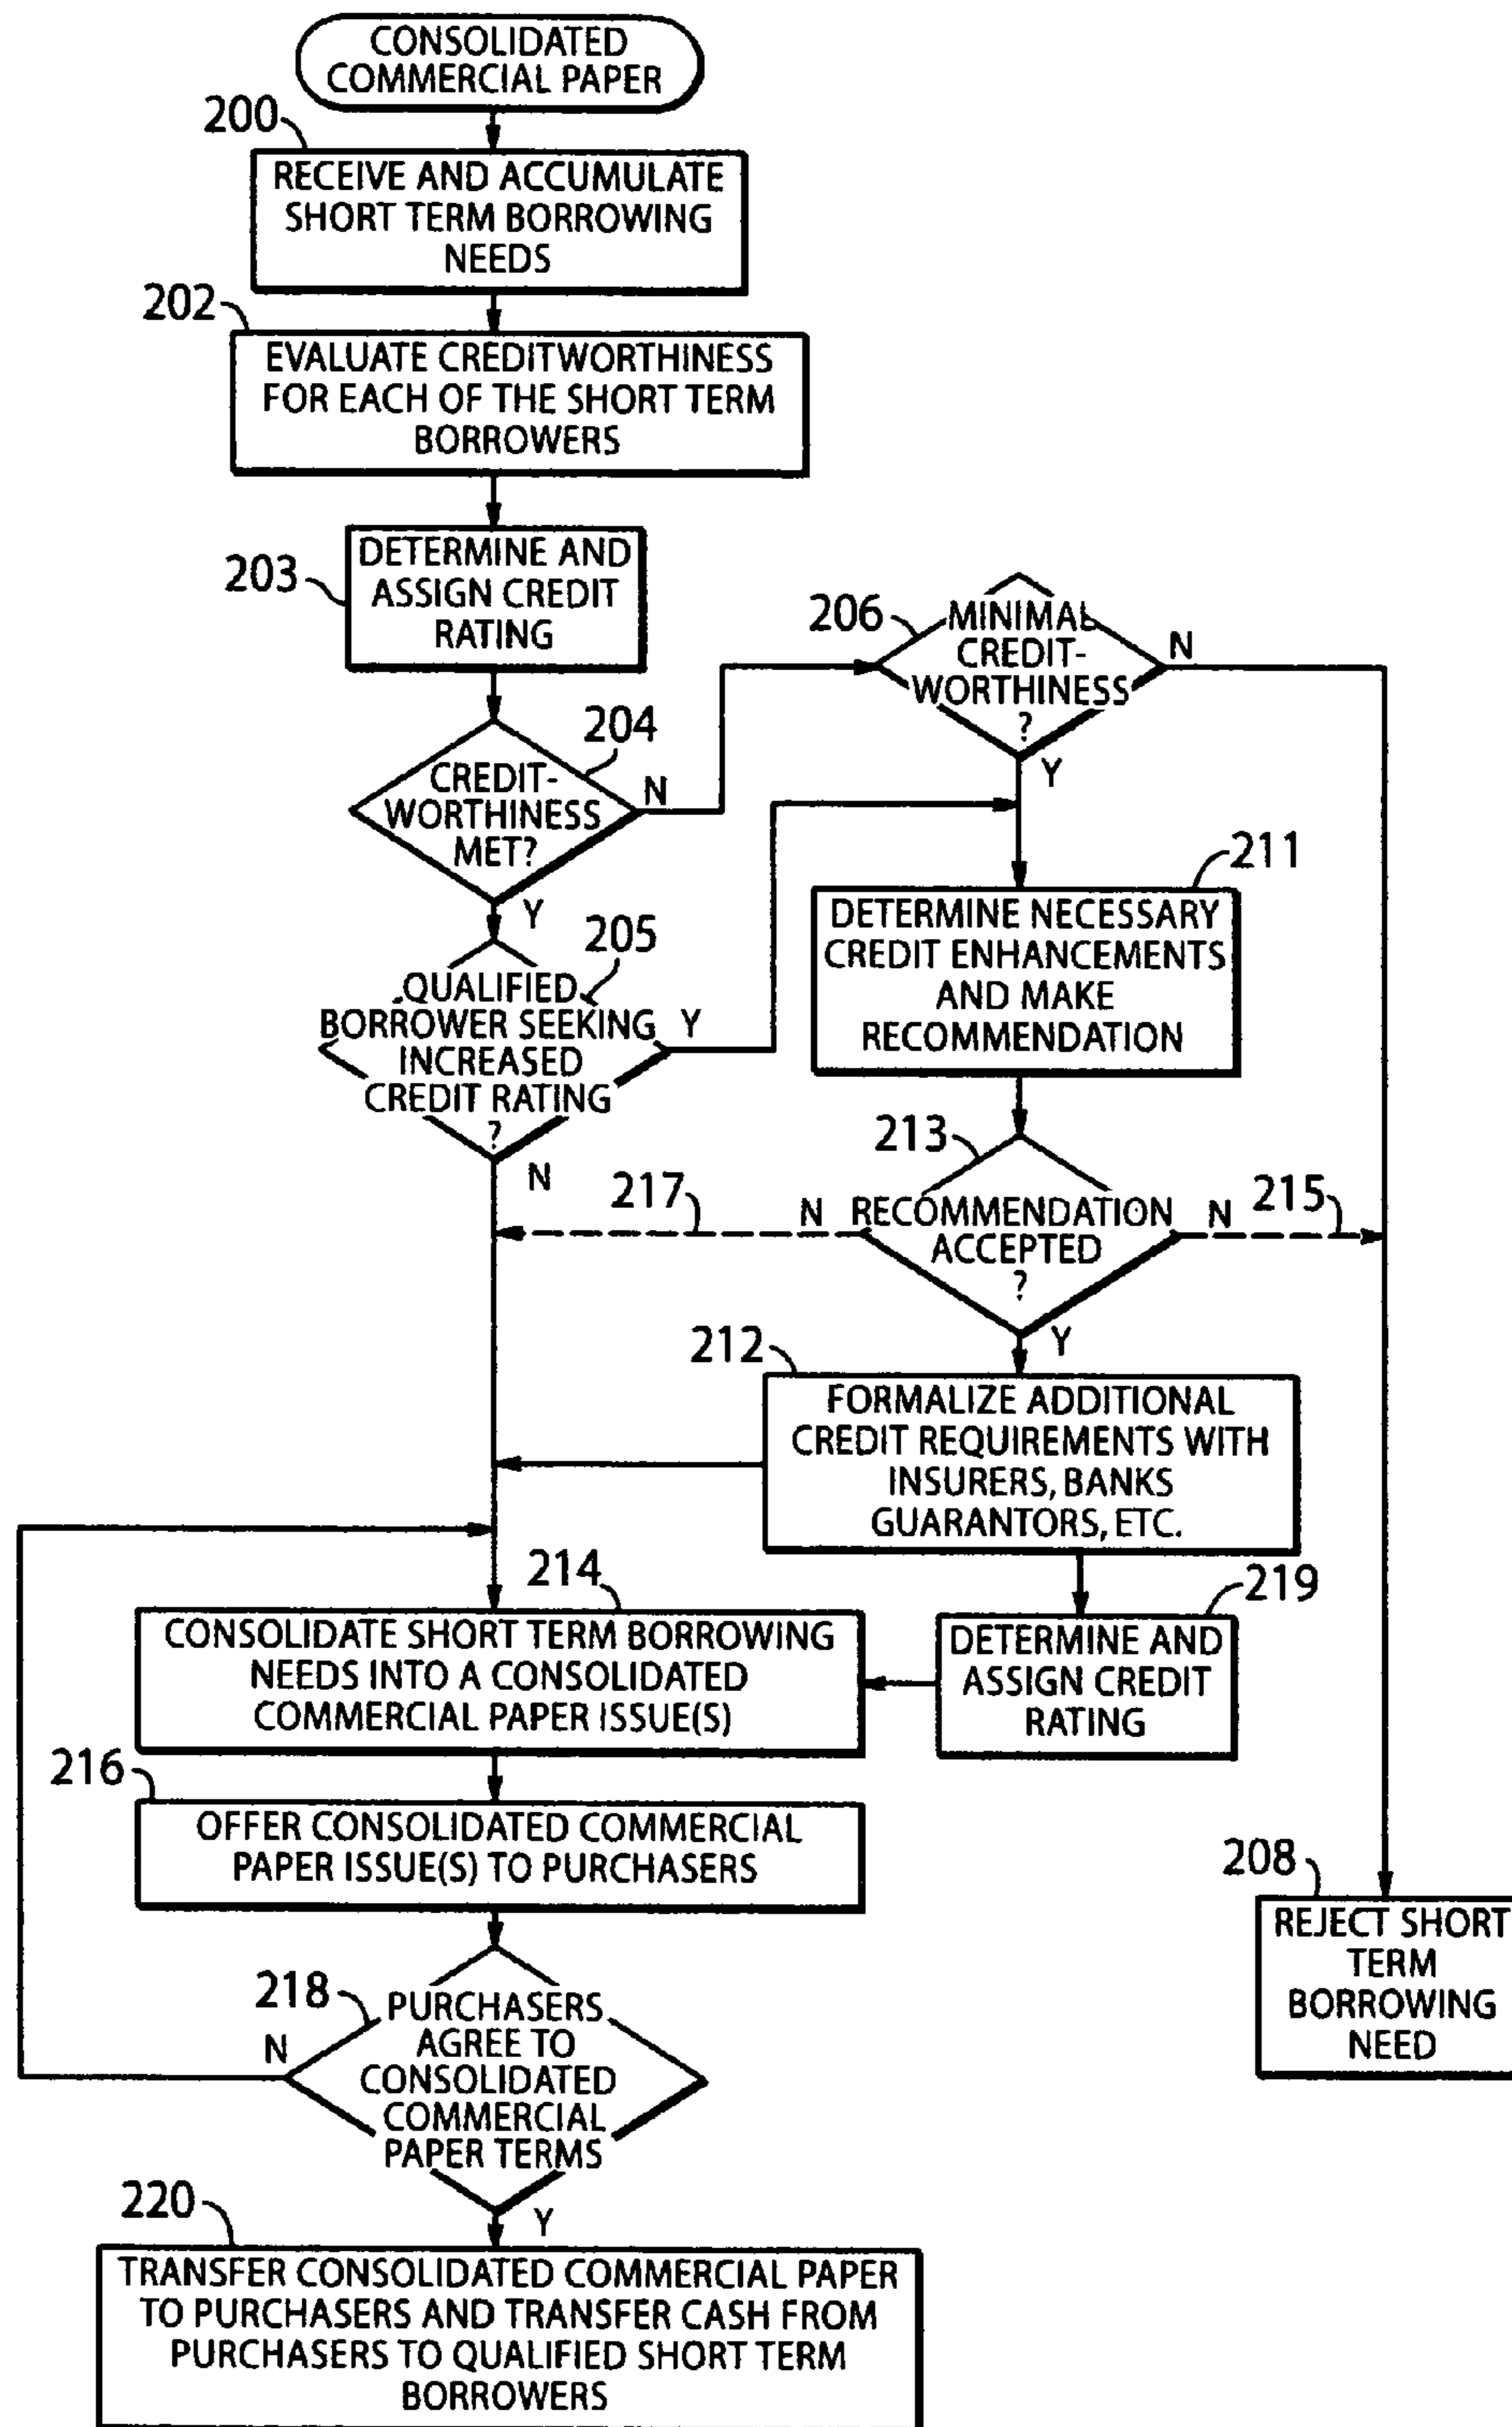 CONSOLIDATED
COMMERCIAL PAPER
200
RECEIVE AND ACCUMULATE
SHORT TERM BORROWING
NEEDS
202
EVALUATE CREDITWORTHINESS
FOR EACH OF THE SHORT TERM
BORROWERS
203
DETERMINE AND
ASSIGN CREDIT
RATING
204
CREDIT-
WORTHINESS
MET?
N
Y
206
MINIMAL
CREDIT-
WORTHINESS
?
N
Y
205
QUALIFIED
BORROWER SEEKING
INCREASED
CREDIT RATING
?
Y
N
211
DETERMINE NECESSARY
CREDIT ENHANCEMENTS
AND MAKE
RECOMMENDATION
213
RECOMMENDATION
ACCEPTED
?
217
N
N
215
Y
212
FORMALIZE ADDITIONAL
CREDIT REQUIREMENTS WITH
INSURERS, BANKS
GUARANTORS, ETC.
214
CONSOLIDATE SHORT TERM BORROWING
NEEDS INTO A CONSOLIDATED
COMMERCIAL PAPER ISSUE(S)
219
DETERMINE AND
ASSIGN CREDIT
RATING
216
OFFER CONSOLIDATED COMMERCIAL
PAPER ISSUE(S) TO PURCHASERS
208
REJECT SHORT
TERM
BORROWING
NEED
218
PURCHASERS
AGREE TO
CONSOLIDATED
COMMERCIAL
PAPER TERMS
N
Y
220
TRANSFER CONSOLIDATED COMMERCIAL PAPER
TO PURCHASERS AND TRANSFER CASH FROM
PURCHASERS TO QUALIFIED SHORT TERM
BORROWERS